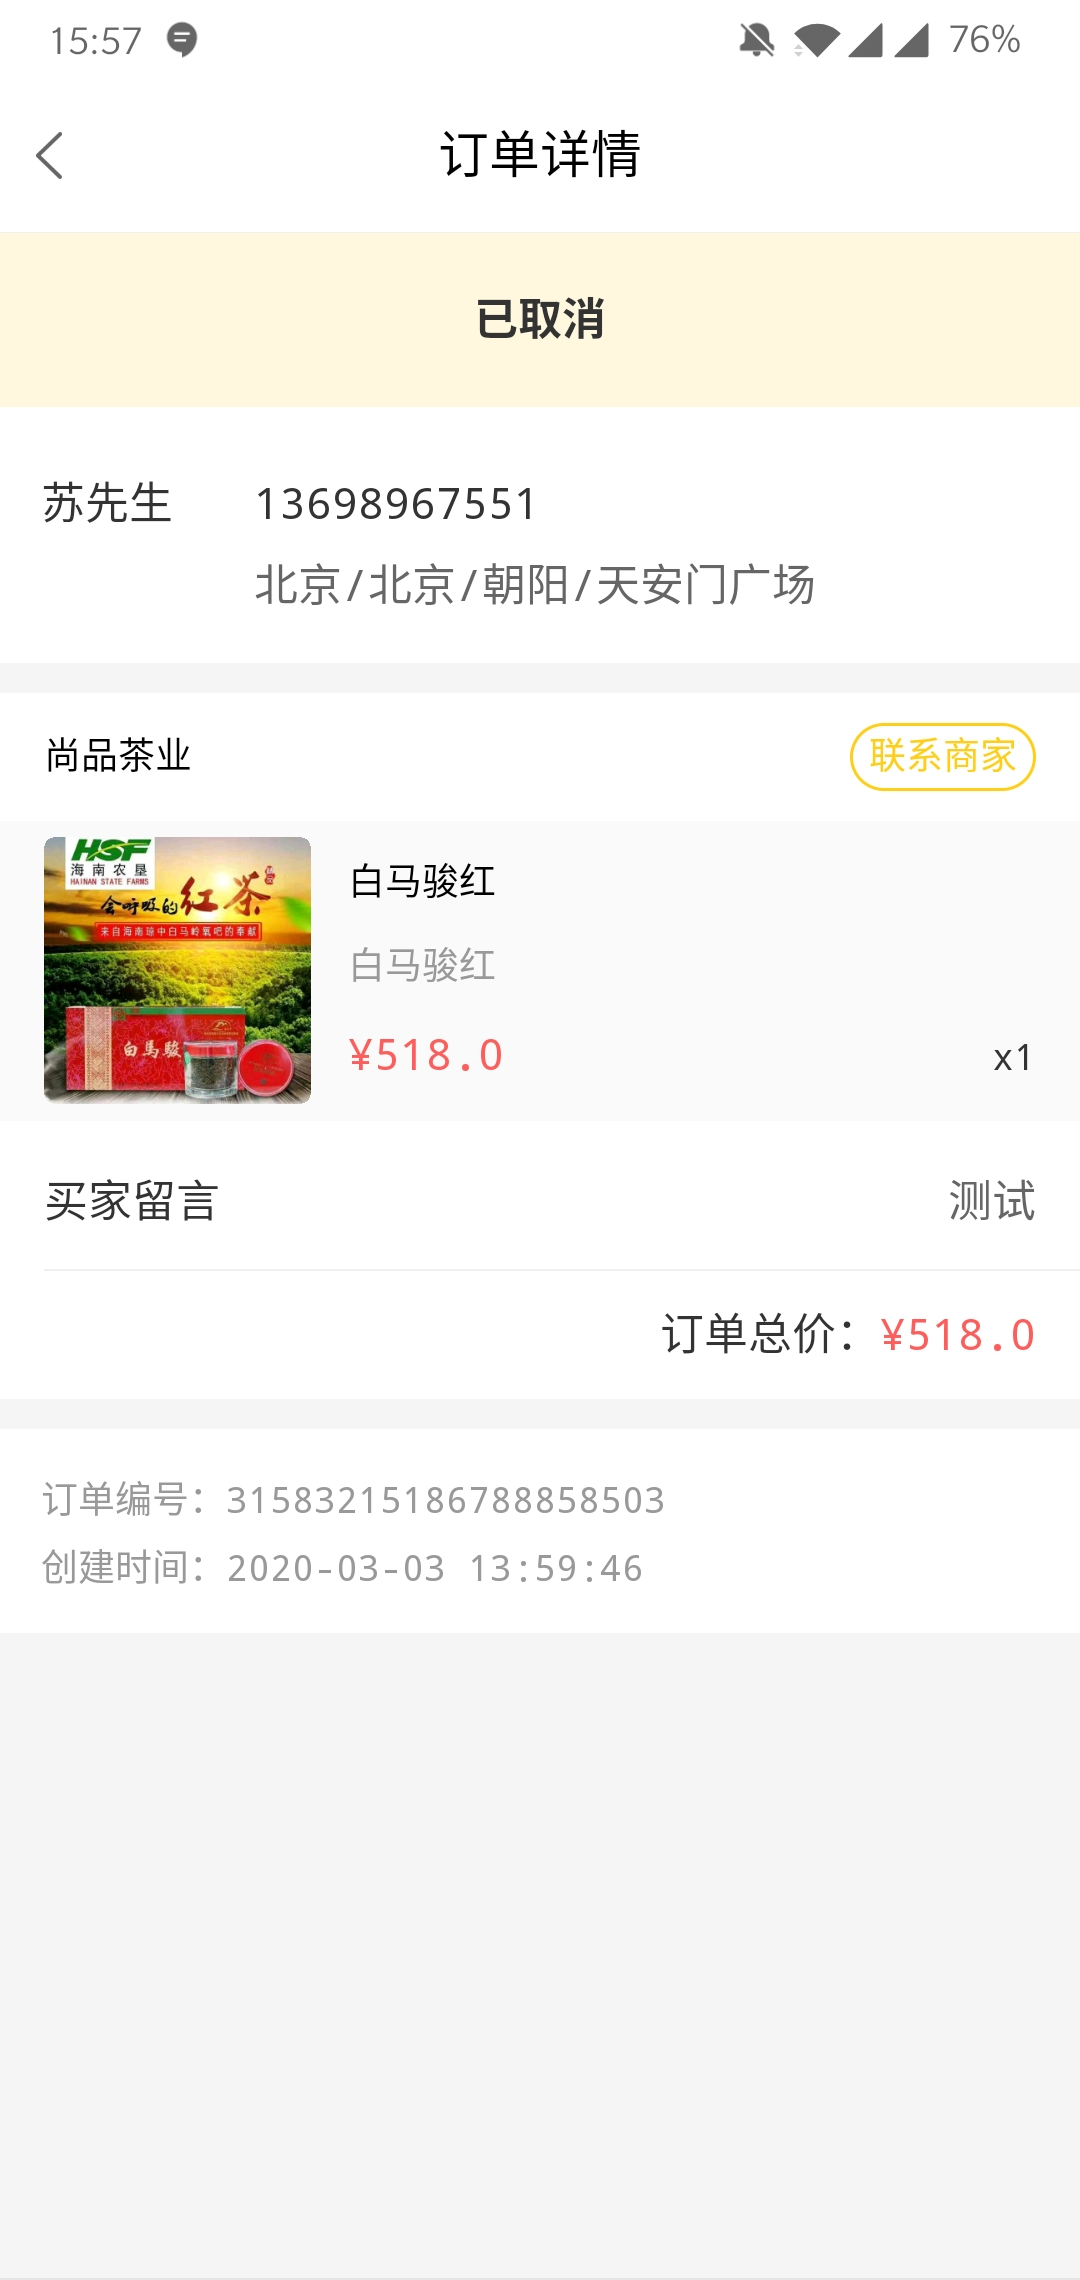 15:57
76%
订单详情
已取消
苏先生 13698967551
北京/北京/朝阳/天安门广场
尚品茶业
联系商家
HSF
海南农垦
HAINAN STATE FARMS
会呼吸的红茶
来自海南琼中白马岭氧吧的奉献
白馬駿
白马骏红
白马骏红
¥518.0
x1
买家留言 测试
订单总价：¥518.0
订单编号：31583215186788858503
创建时间：2020-03-03 13:59:46